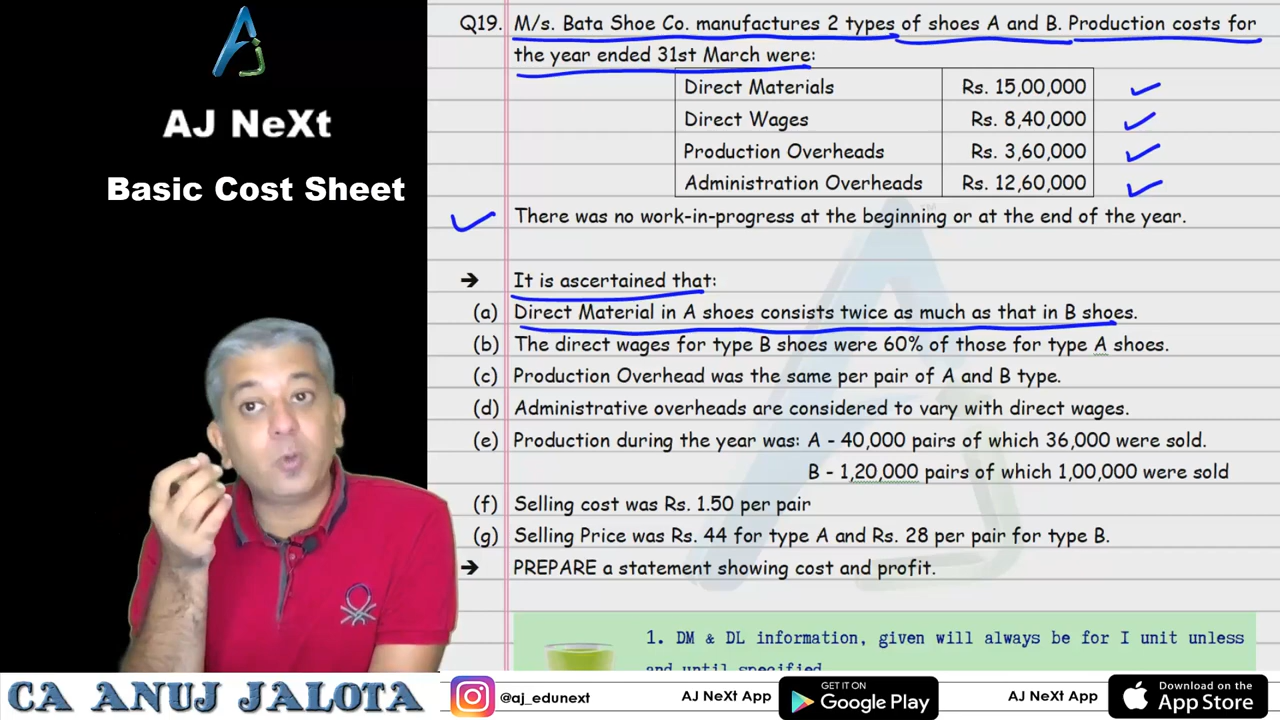 AJ NeXt
Basic Cost Sheet
Q19. M/s. Bata Shoe Co. manufactures 2 types of shoes A and B. Production costs for
the year ended 31st March were:
Direct Materials Rs. 15,00,000
Direct Wages Rs. 8,40,000
Production Overheads Rs. 3,60,000
Administration Overheads Rs. 12,60,000
There was no work-in-progress at the beginning or at the end of the year.
→ It is ascertained that:
(a) Direct Material in A shoes consists twice as much as that in B shoes.
(b) The direct wages for type B shoes were 60% of those for type A shoes.
(c) Production Overhead was the same per pair of A and B type.
(d) Administrative overheads are considered to vary with direct wages.
(e) Production during the year was: A - 40,000 pairs of which 36,000 were sold.
B - 1,20,000 pairs of which 1,00,000 were sold
(f) Selling cost was Rs. 1.50 per pair
(g) Selling Price was Rs. 44 for type A and Rs. 28 per pair for type B.
→ PREPARE a statement showing cost and profit.
1. DM & DL information, given will always be for I unit unless
and until specified
CA ANUJ JALOTA
@aj_edunext
AJ NeXt App
GET IT ON
Google Play
AJ NeXt App
Download on the
App Store